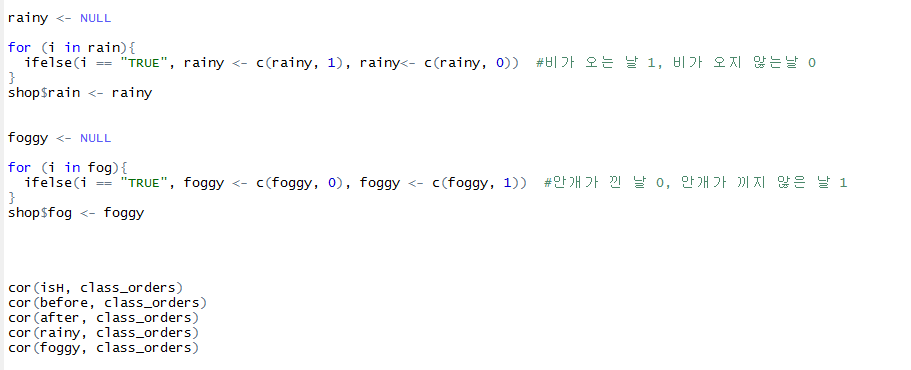 rainy <- NULL
for (i in rain){
ifelse(i == "TRUE", rainy <- c(rainy, 1), rainy<- c(rainy, 0))  #비가 오는 날 1, 비가 오지 않는날 0
}
shop$rain <- rainy
foggy <- NULL
for (i in fog){
ifelse(i == "TRUE", foggy <- c(foggy, 0), foggy <- c(foggy, 1))  #안개가 낀 날 0, 안개가 끼지 않은 날 1
}
shop$fog <- foggy
cor(isH, class_orders)
cor(before, class_orders)
cor(after, class_orders)
cor(rainy, class_orders)
cor(foggy, class_orders)